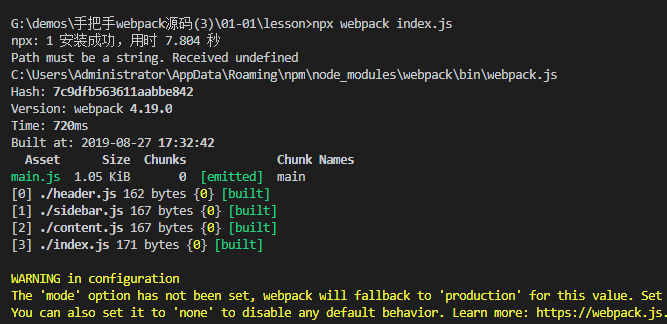 G:\demos\手把手webpack源码(3)\01-01\lesson>npx webpack index.js
npx: 1 安装成功，用时 7.804 秒
Path must be a string. Received undefined
C:\Users\Administrator\AppData\Roaming\npm\node_modules\webpack\bin\webpack.js
Hash: 7c9dfb563611aabbe842
Version: webpack 4.19.0
Time: 720ms
Built at: 2019-08-27 17:32:42
Asset Size Chunks Chunk Names
main.js 1.05 KiB 0 [emitted] main
[0] ./header.js 162 bytes {0} [built]
[1] ./sidebar.js 167 bytes {0} [built]
[2] ./content.js 167 bytes {0} [built]
[3] ./index.js 171 bytes {0} [built]
WARNING in configuration
The 'mode' option has not been set, webpack will fallback to 'production' for this value. Set
You can also set it to 'none' to disable any default behavior. Learn more: https://webpack.js.